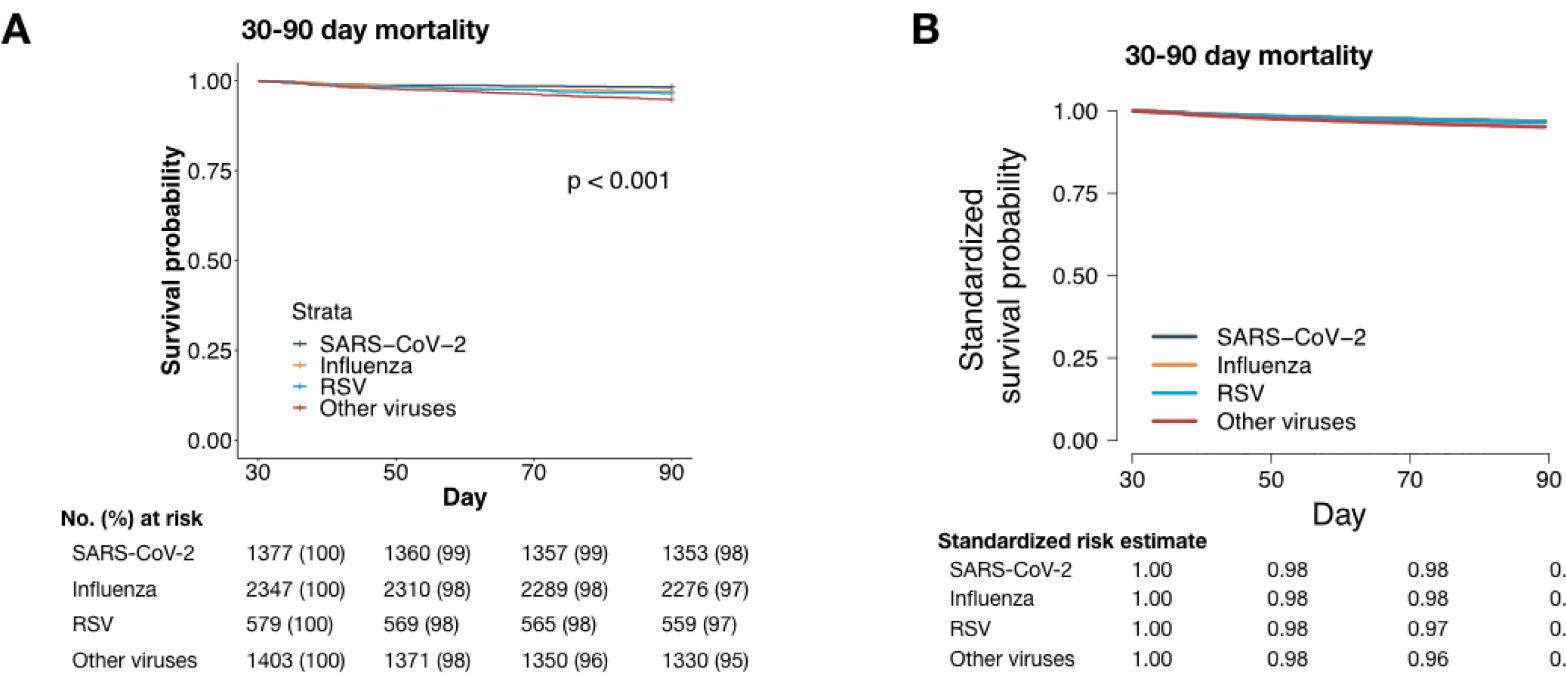 A
30-90 day mortality
Survival probability
1.00
0.75
0.50
0.25
0.00
p < 0.001
Strata
SARS−CoV−2
Influenza
RSV
Other viruses
30 50 70 90
Day
No. (%) at risk
SARS-CoV-2 1377 (100) 1360 (99) 1357 (99) 1353 (98)
Influenza 2347 (100) 2310 (98) 2289 (98) 2276 (97)
RSV 579 (100) 569 (98) 565 (98) 559 (97)
Other viruses 1403 (100) 1371 (98) 1350 (96) 1330 (95)
B
30-90 day mortality
Standardized
survival probability
1.00
0.75
0.50
0.25
0.00
SARS−CoV−2
Influenza
RSV
Other viruses
30 50 70 90
Day
Standardized risk estimate
SARS-CoV-2 1.00 0.98 0.98 0.
Influenza 1.00 0.98 0.98 0.
RSV 1.00 0.98 0.97 0.
Other viruses 1.00 0.98 0.96 0.